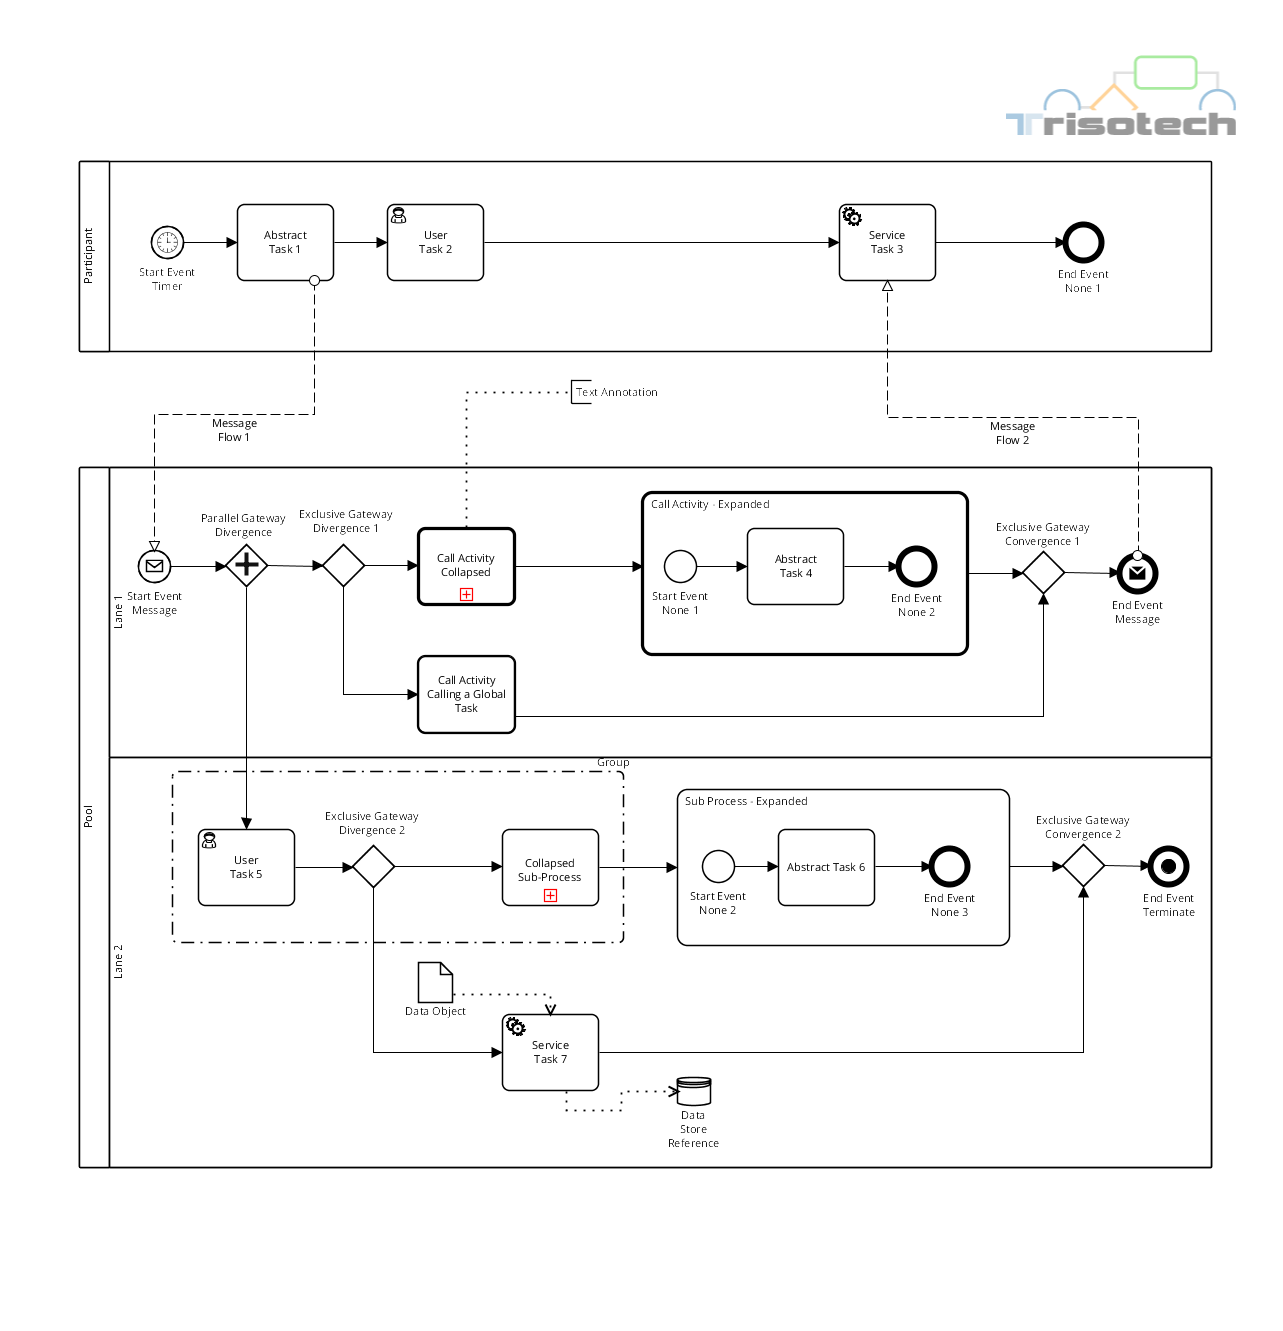 Trisotech
Participant
Abstract
Task 1
User
Task 2
Service
Task 3
Start Event
Timer
End Event
None 1
Text Annotation
Message
Flow 1
Message
Flow 2
Pool
Lane 1
Call Activity - Expanded
Parallel Gateway
Divergence
Exclusive Gateway
Divergence 1
Exclusive Gateway
Convergence 1
Call Activity
Collapsed
Abstract
Task 4
Start Event
Message
Start Event
None 1
End Event
None 2
End Event
Message
Call Activity
Calling a Global
Task
Lane 2
Group
Sub Process - Expanded
Exclusive Gateway
Divergence 2
Exclusive Gateway
Convergence 2
User
Task 5
Collapsed
Sub-Process
Abstract Task 6
Start Event
None 2
End Event
None 3
End Event
Terminate
Data Object
Service
Task 7
Data
Store
Reference